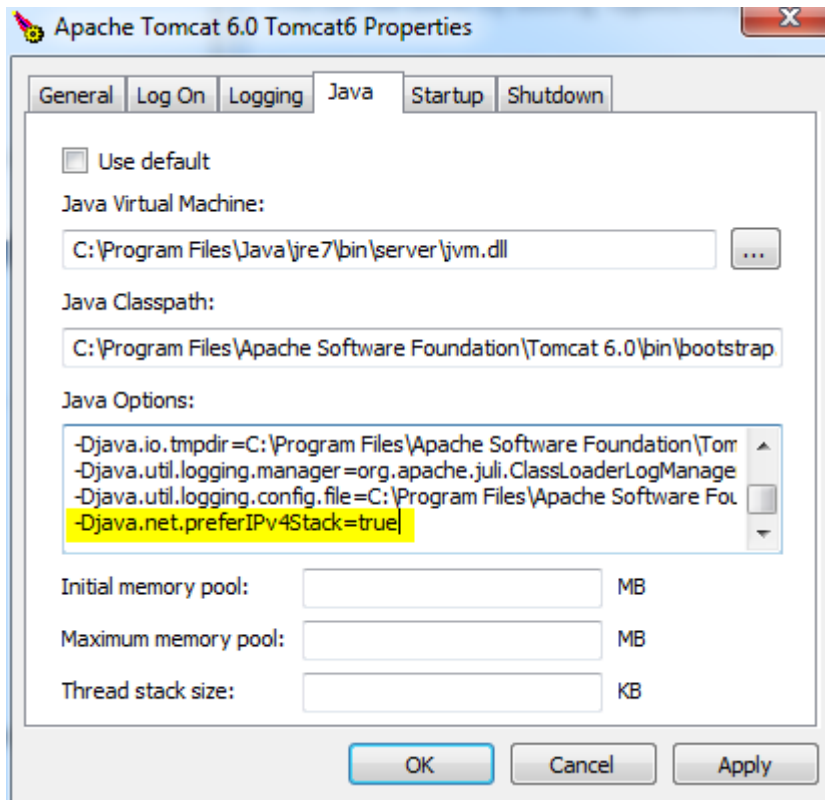 Apache Tomcat 6.0 Tomcat6 Properties
x
General Log On Logging Java Startup Shutdown
Use default
Java Virtual Machine:
C:\Program Files\Java\jre7\bin\server\jvm.dll
...
Java Classpath:
C:\Program Files\Apache Software Foundation\Tomcat 6.0\bin\bootstrap.
Java Options:
-Djava.io.tmpdir=C:\Program Files\Apache Software Foundation\Tom
-Djava.util.logging.manager=org.apache.juli.ClassLoaderLogManager
-Djava.util.logging.config.file=C:\Program Files\Apache Software Fou
-Djava.net.preferIPv4Stack=true
Initial memory pool: MB
Maximum memory pool: MB
Thread stack size: KB
OK Cancel Apply